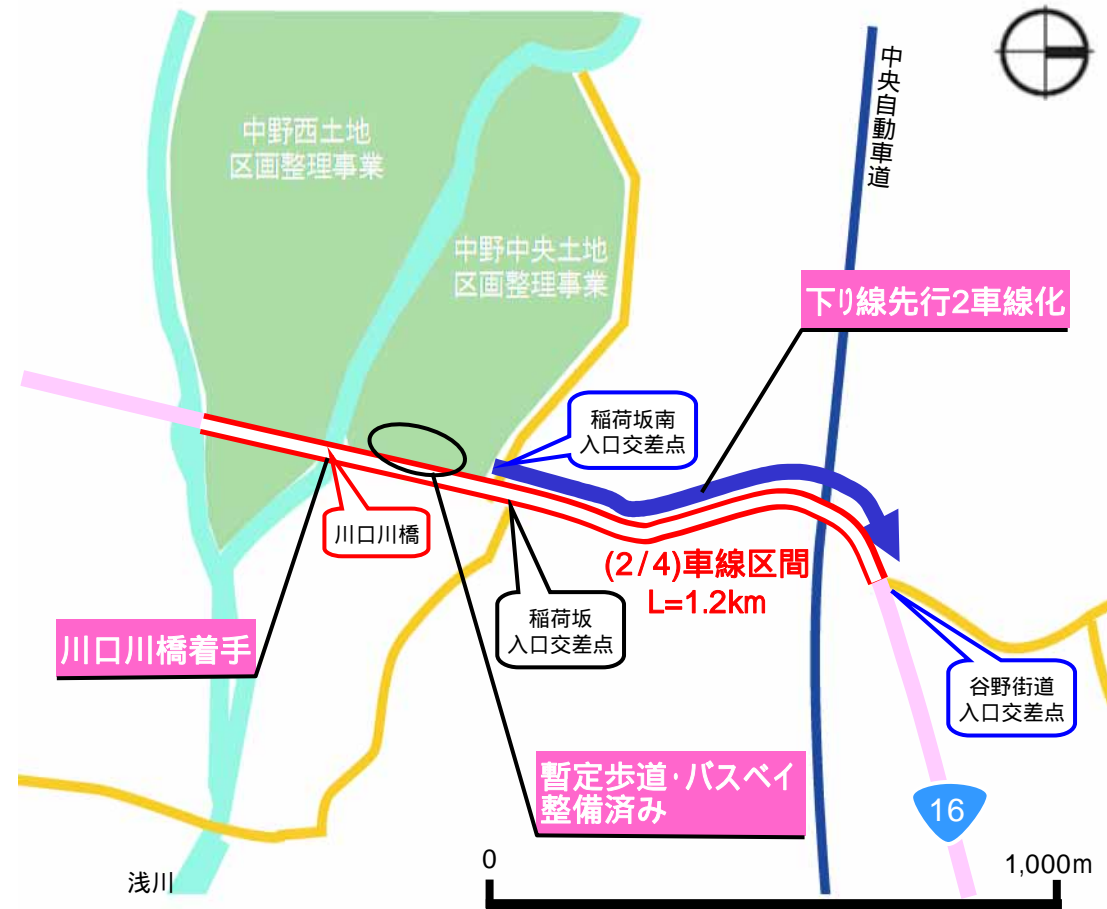 中央自動車道
中野西土地
区画整理事業
中野中央土地
区画整理事業
下り線先行2車線化
稲荷坂南
入口交差点
川口川橋
(2/4)車線区間
L=1.2km
稲荷坂
入口交差点
川口川橋着手
谷野街道
入口交差点
暫定歩道・バスベイ
整備済み
16
浅川
0
1,000m